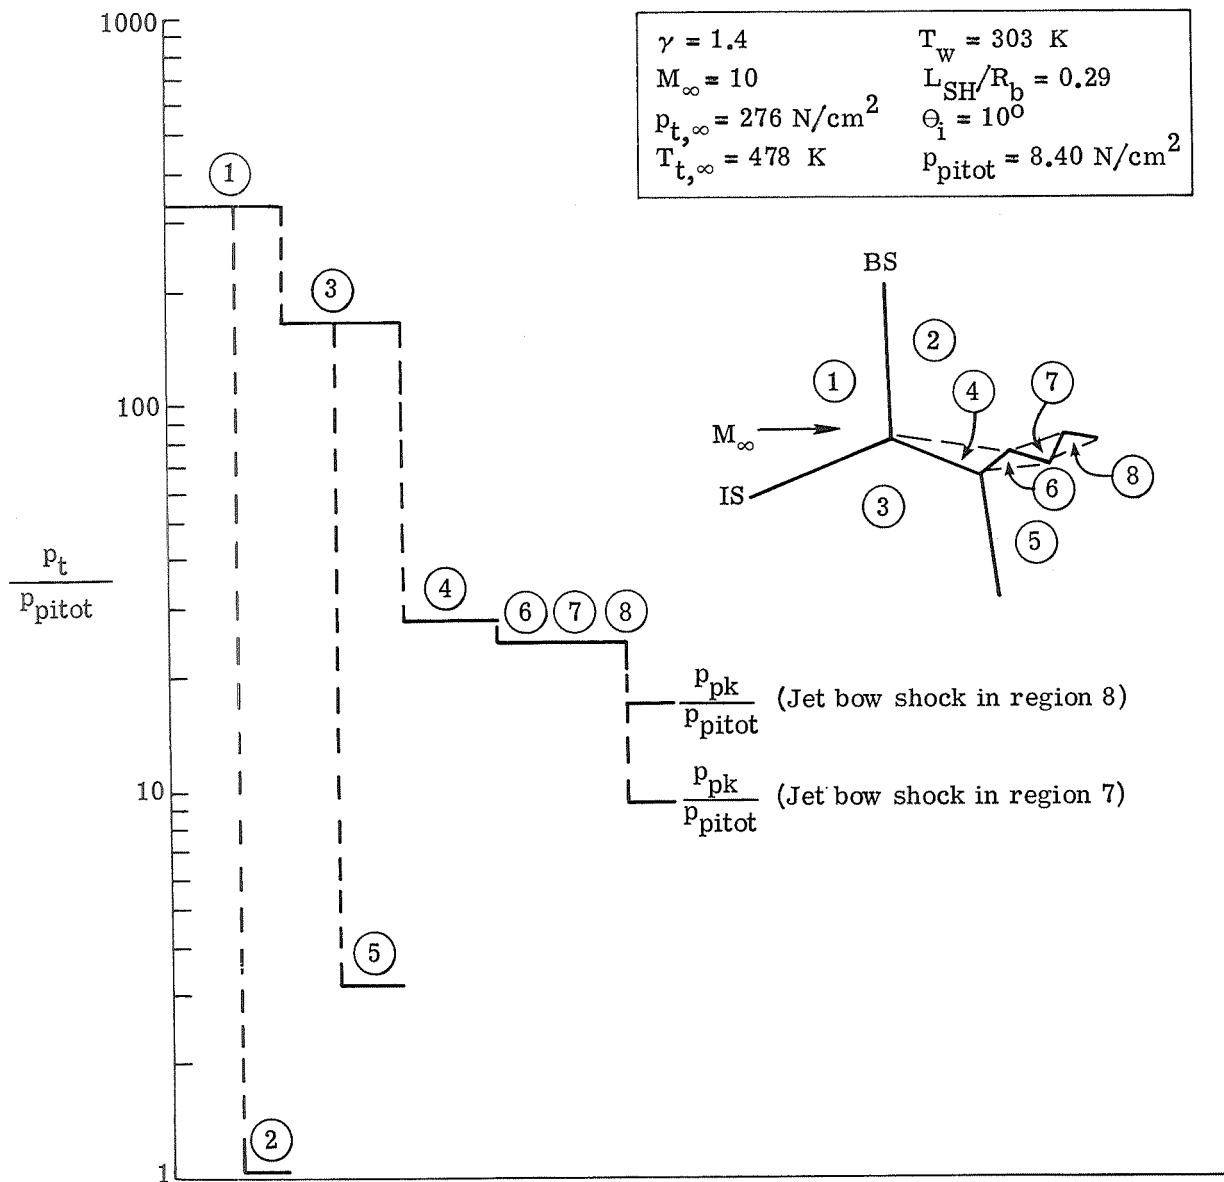 1000
100
10
1
p_t
p_pitot
γ = 1.4
T_w = 303 K
M_∞ = 10
L_SH/R_b = 0.29
p_t,∞ = 276 N/cm²
Θ_i = 10°
T_t,∞ = 478 K
p_pitot = 8.40 N/cm²
1
3
4
6 7 8
5
2
BS
2
1
7
4
M_∞
IS
3
6
8
5
p_pk
p_pitot
(Jet bow shock in region 8)
p_pk
p_pitot
(Jet bow shock in region 7)